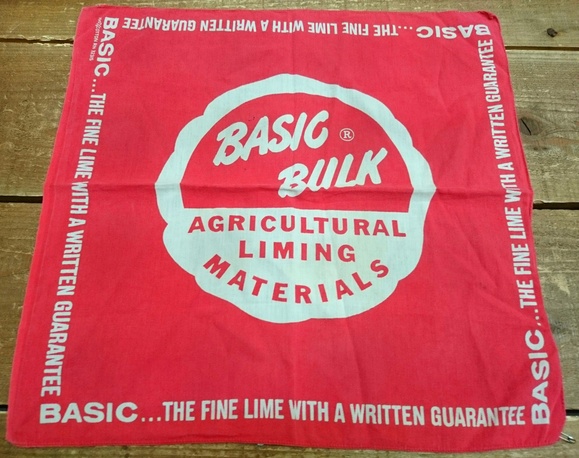 BASIC...THE FINE LIME WITH A WRITTEN GUARANTEE
BASIC ®
BULK
AGRICULTURAL
LIMING
MATERIALS
BASIC...THE FINE LIME WITH A WRITTEN GUARANTEE
BASIC...THE FINE LIME WITH A WRITTEN GUARANTEE
BASIC...THE FINE LIME WITH A WRITTEN GUARANTEE